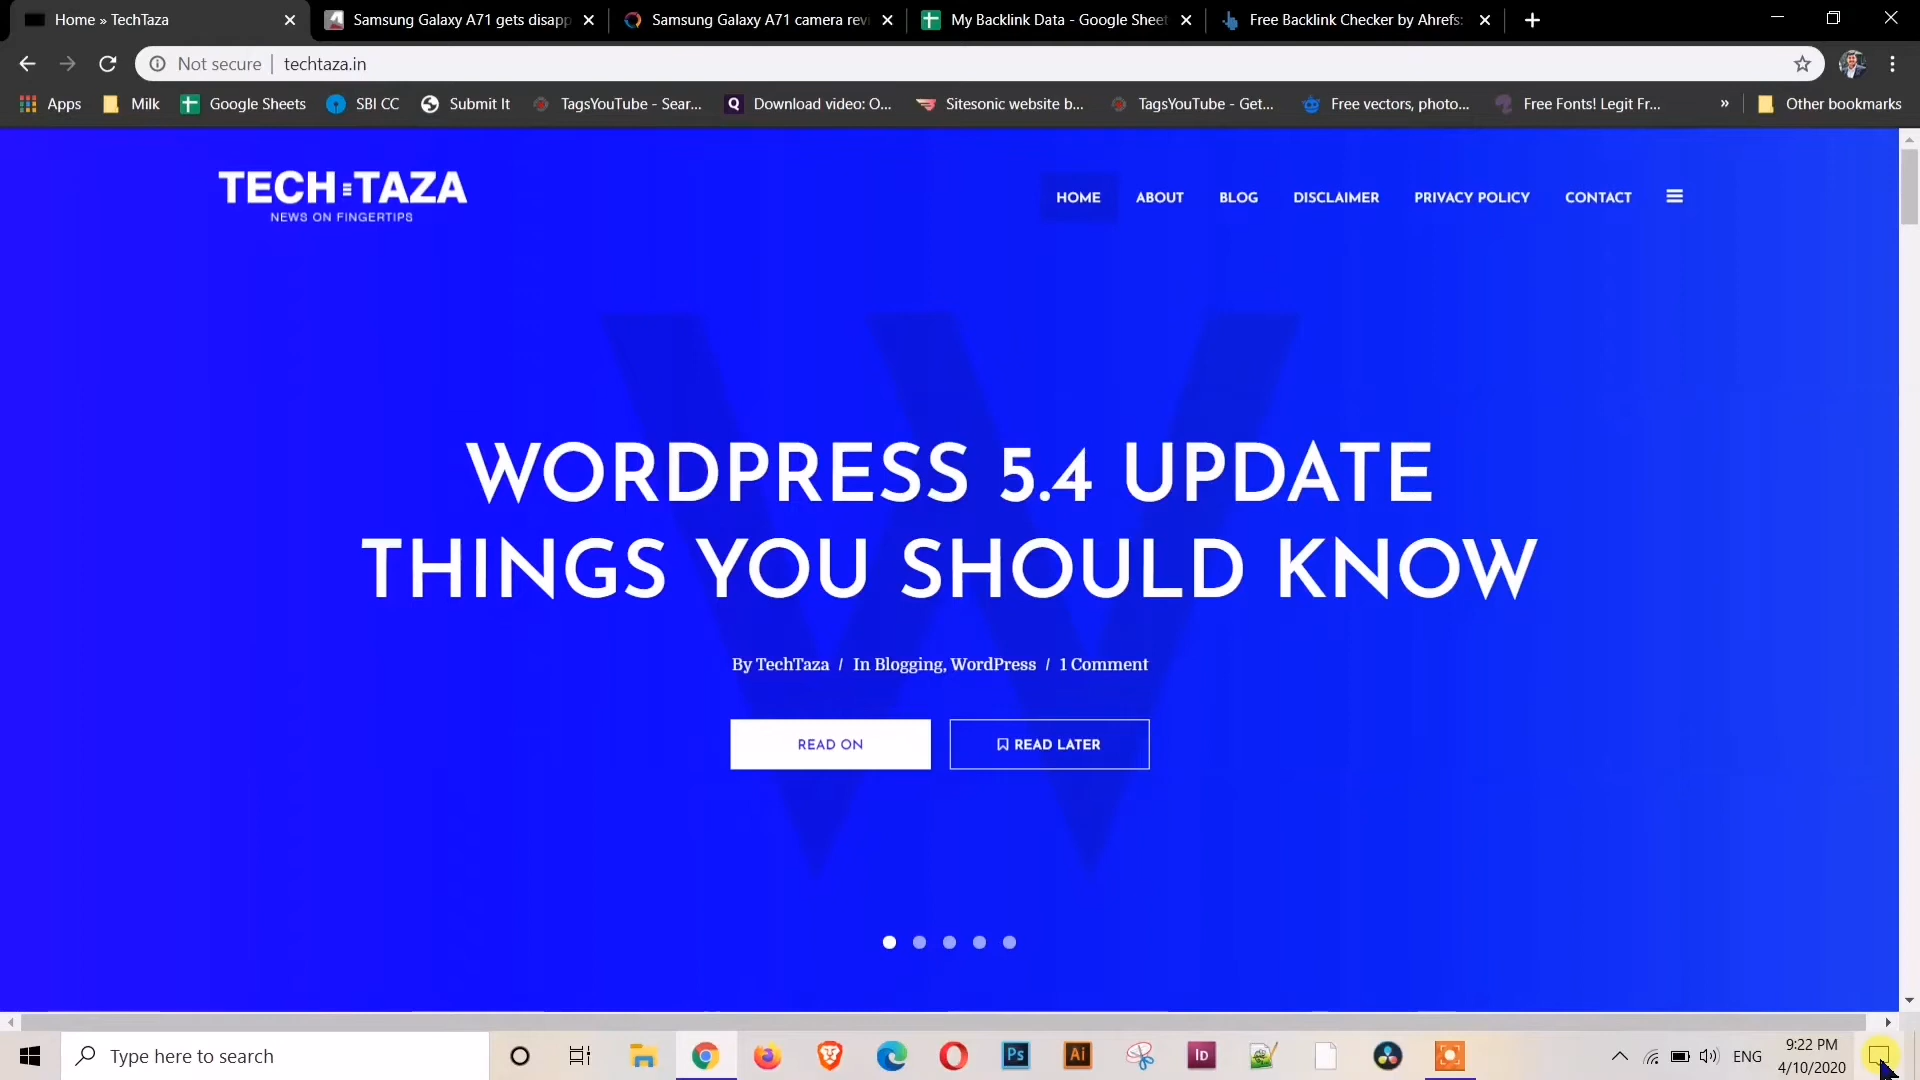 Home » TechTaza
Samsung Galaxy A71 gets disapp
Samsung Galaxy A71 camera rev
My Backlink Data - Google Sheet
Free Backlink Checker by Ahrefs:
Not secure
techtaza.in
Apps
Milk
Google Sheets
SBI CC
Submit It
TagsYouTube - Sear...
Q
Download video: O...
Sitesonic website b...
TagsYouTube - Get...
Free vectors, photo...
Free Fonts! Legit Fr...
»
Other bookmarks
TECH TAZA
NEWS ON FINGERTIPS
HOME
ABOUT
BLOG
DISCLAIMER
PRIVACY POLICY
CONTACT
W
WORDPRESS 5.4 UPDATE
THINGS YOU SHOULD KNOW
By TechTaza / In Blogging, WordPress / 1 Comment
READ ON
READ LATER
Type here to search
Ps
Ai
Id
ENG
9:22 PM
4/10/2020